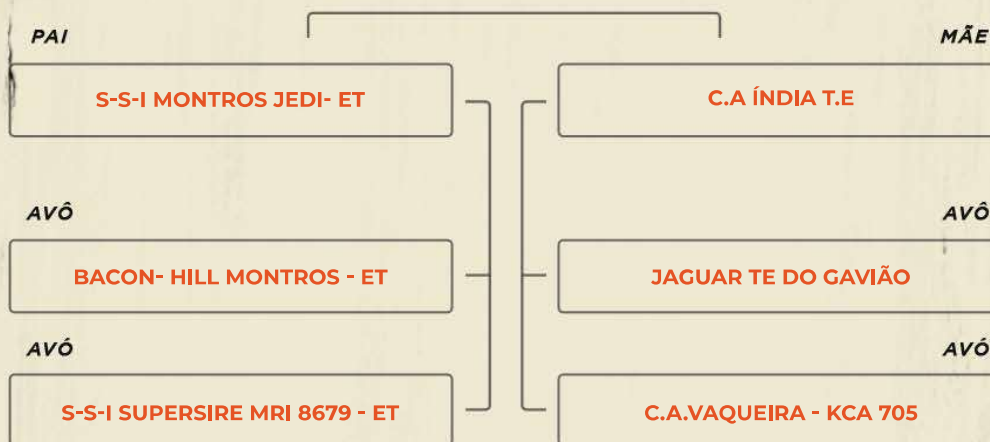 PAI
MÃE
S-S-I MONTROS JEDI- ET
C.A ÍNDIA T.E
AVÔ
AVÔ
BACON- HILL MONTROS - ET
JAGUAR TE DO GAVIÃO
AVÓ
AVÓ
S-S-I SUPERSIRE MRI 8679 - ET
C.A.VAQUEIRA - KCA 705